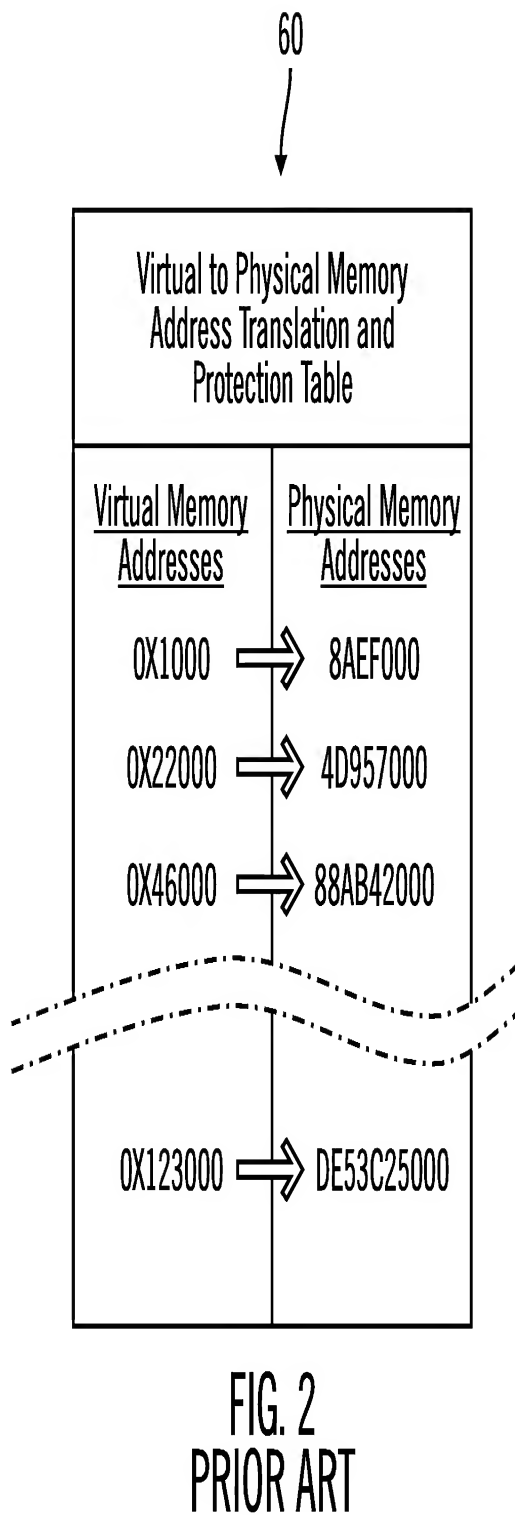 60
Virtual to Physical Memory
Address Translation and
Protection Table
Virtual Memory
Addresses
Physical Memory
Addresses
0X1000 8AEF000
0X22000 4D957000
0X46000 88AB42000
0X123000 DE53C25000
FIG. 2
PRIOR ART